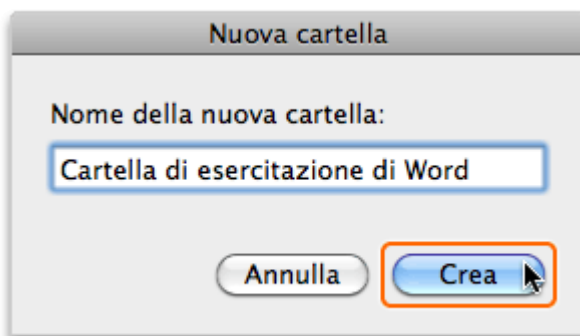 Nuova cartella
Nome della nuova cartella:
Cartella di esercitazione di Word
Annulla Crea